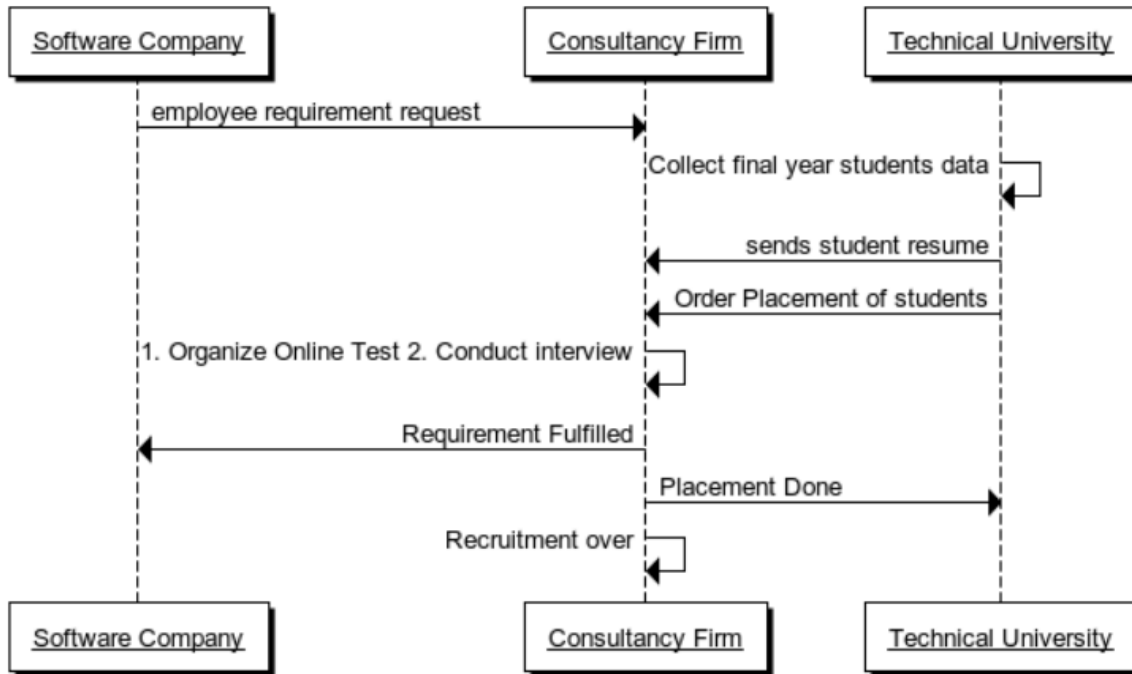 Software Company
Consultancy Firm
Technical University
employee requirement request
Collect final year students data
sends student resume
Order Placement of students
1. Organize Online Test 2. Conduct interview
Requirement Fulfilled
Placement Done
Recruitment over
Software Company
Consultancy Firm
Technical University